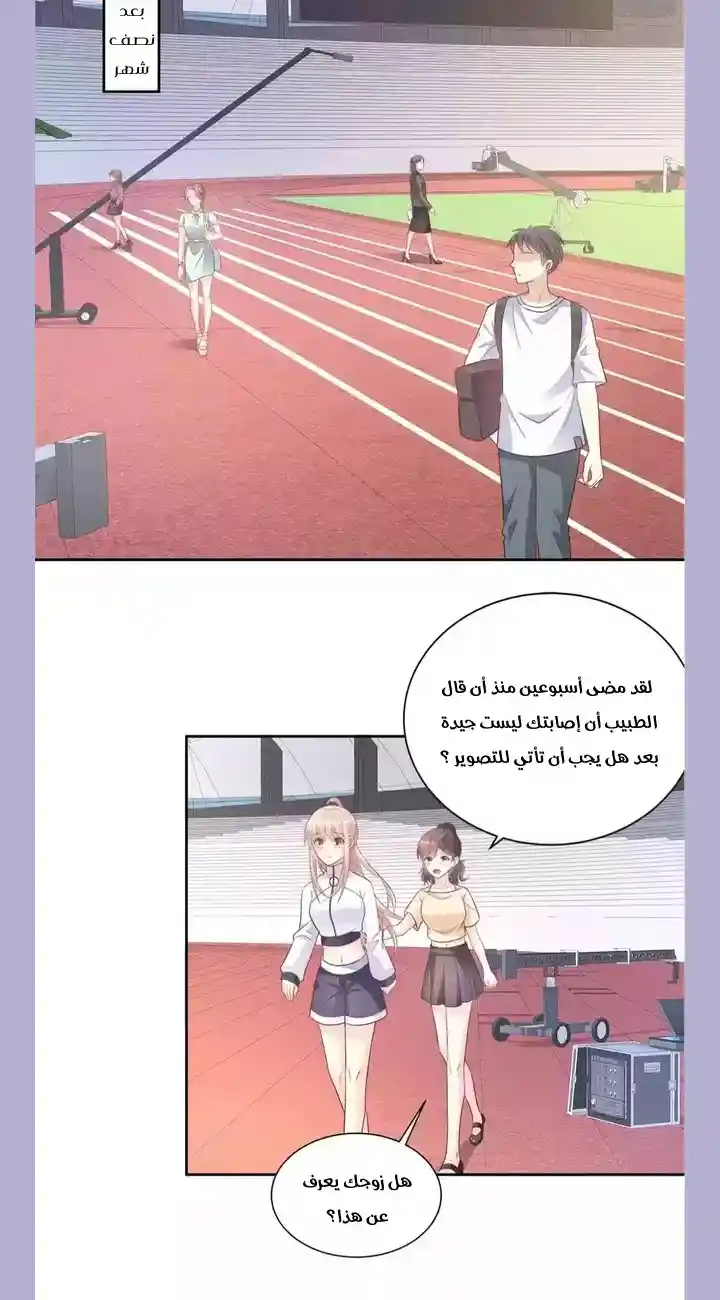 بعد
نصف
شهر
لقد مضى أسبوعين منذ أن قال
الطبيب أن إصابتك ليست جيدة
بعد هل يجب أن تأتي للتصوير ؟
هل زوجك يعرف
عن هذا؟